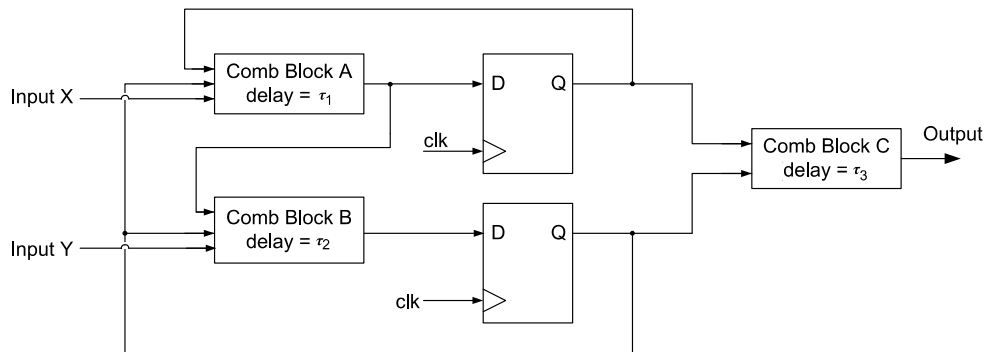 Input X
Comb Block A
delay = τ1
D Q
clk
Comb Block C
delay = τ3
Output
Input Y
Comb Block B
delay = τ2
D Q
clk